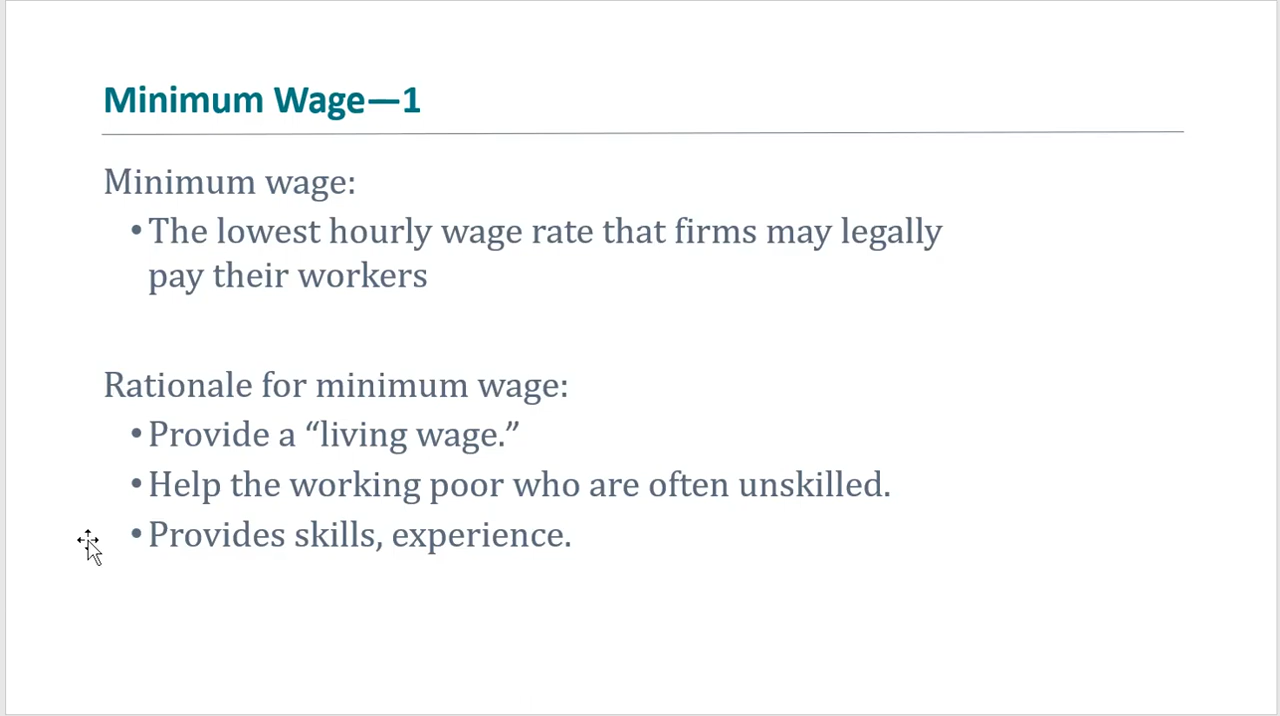 Minimum Wage—1
Minimum wage:
•The lowest hourly wage rate that firms may legally
pay their workers
Rationale for minimum wage:
•Provide a “living wage.”
•Help the working poor who are often unskilled.
•Provides skills, experience.